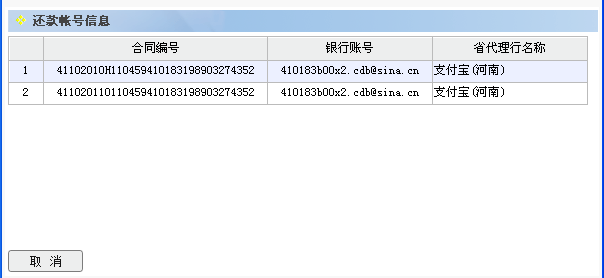 还款帐号信息
合同编号 银行账号 省代理行名称
1 41102010H110459410183198903274352 410183b00x2.cdb@sina.cn 支付宝(河南)
2 411020110110459410183198903274352 410183b00x2.cdb@sina.cn 支付宝(河南)
取 消